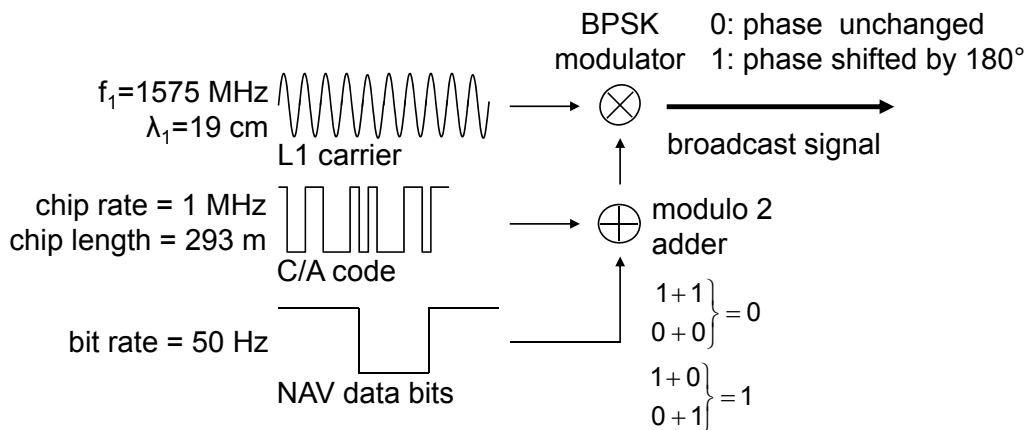 BPSK 0: phase unchanged
modulator 1: phase shifted by 180°
f₁=1575 MHz
λ₁=19 cm
L1 carrier
broadcast signal
chip rate = 1 MHz
chip length = 293 m
C/A code
modulo 2
adder
bit rate = 50 Hz
NAV data bits
1+1
0+0
=0
1+0
0+1
=1